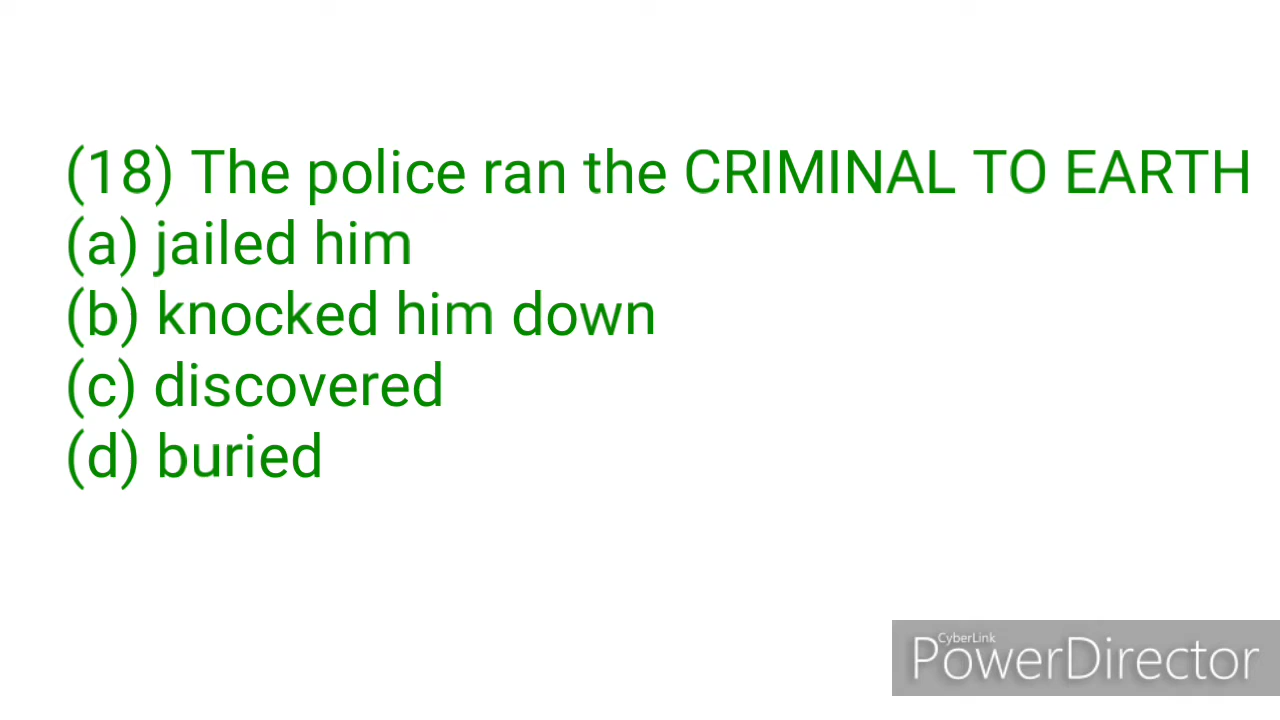 (18) The police ran the CRIMINAL TO EARTH
(a) jailed him
(b) knocked him down
(c) discovered
(d) buried
CyberLink
PowerDirector